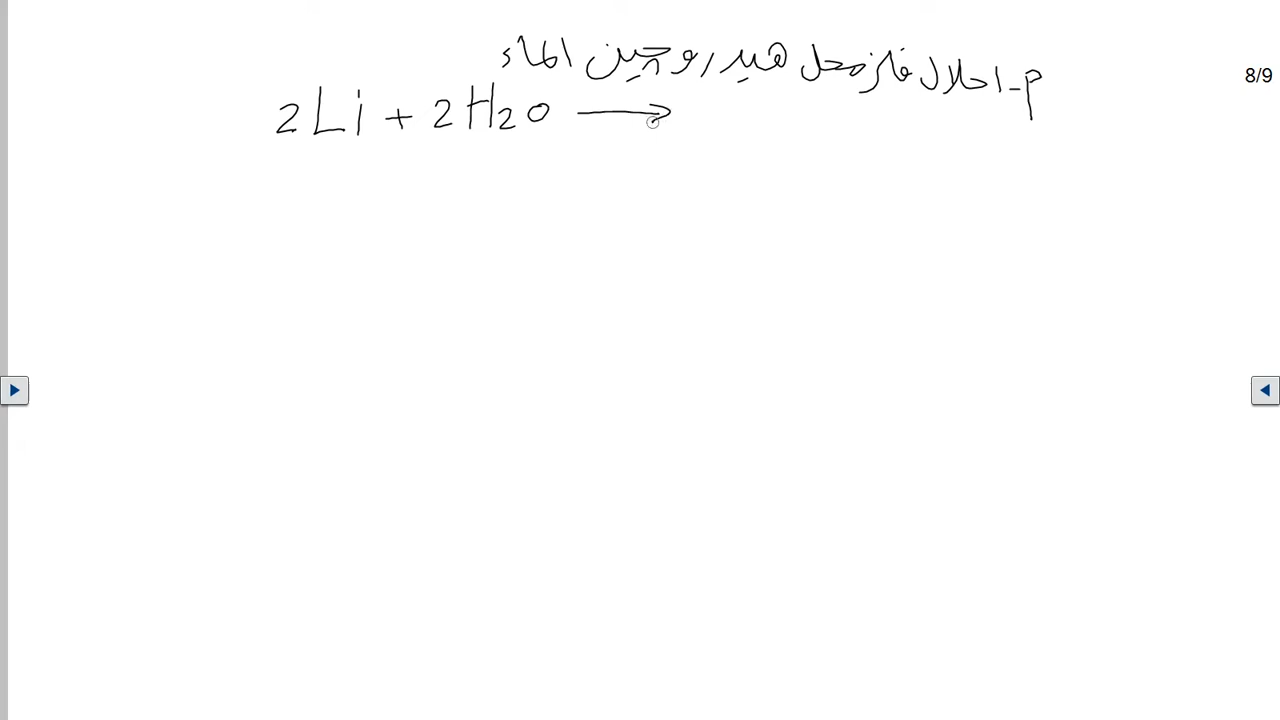 م- احلال فلز محل هيدروجين الماء
8/9
2Li + 2H₂O ⟶